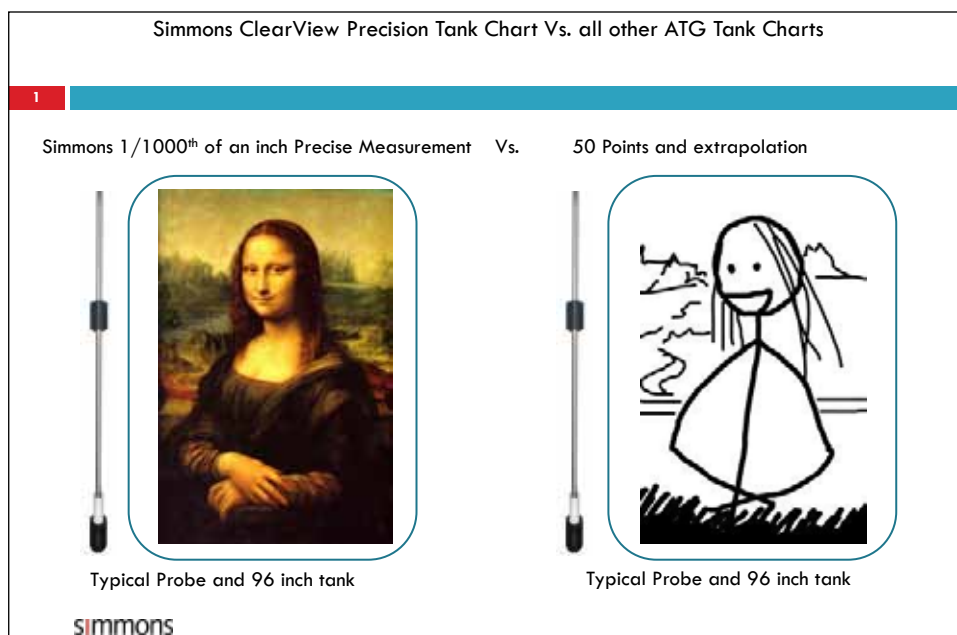 Simmons ClearView Precision Tank Chart Vs. all other ATG Tank Charts
1
Simmons 1/1000th of an inch Precise Measurement Vs. 50 Points and extrapolation
Typical Probe and 96 inch tank
Typical Probe and 96 inch tank
simmons